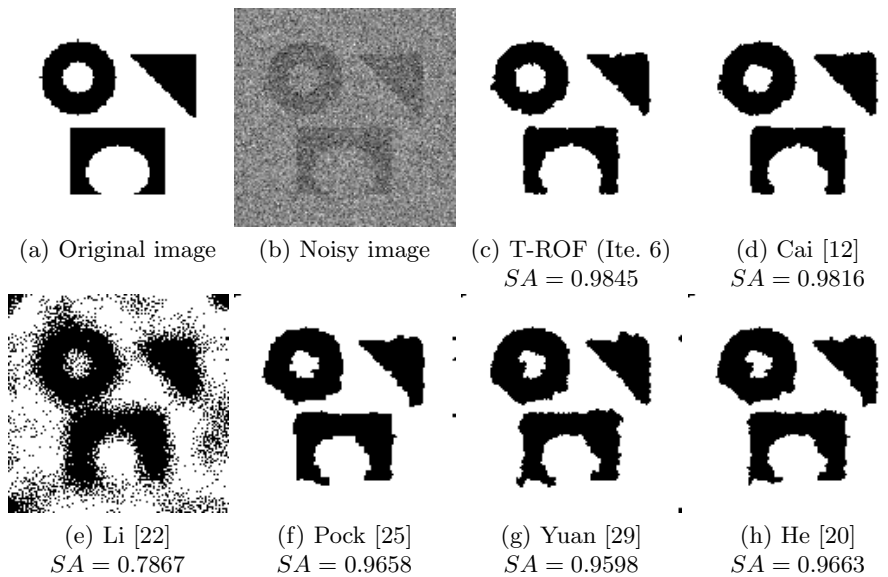 (a) Original image
(b) Noisy image
(c) T-ROF (Ite. 6)
SA = 0.9845
(d) Cai [12]
SA = 0.9816
(e) Li [22]
SA = 0.7867
(f) Pock [25]
SA = 0.9658
(g) Yuan [29]
SA = 0.9598
(h) He [20]
SA = 0.9663